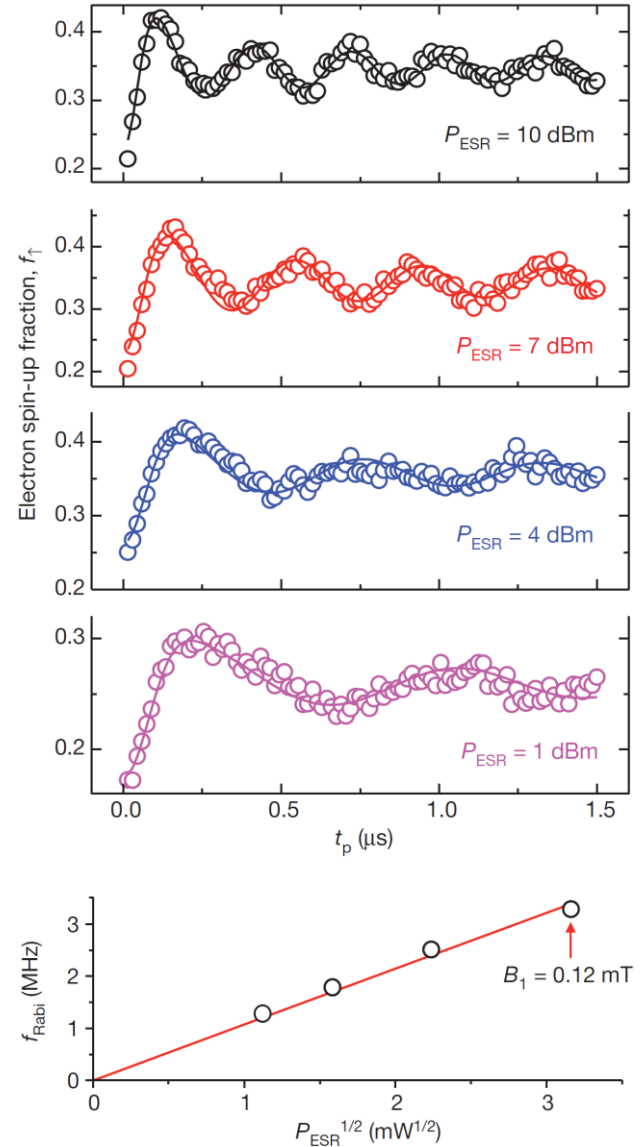 0.4
0.3
0.2
P_ESR = 10 dBm
0.4
0.3
0.2
P_ESR = 7 dBm
Electron spin-up fraction, f↑
0.4
0.3
0.2
P_ESR = 4 dBm
0.3
0.2
P_ESR = 1 dBm
0.0 0.5 1.0 1.5
t_p (μs)
3
2
1
0
f_Rabi (MHz)
B_1 = 0.12 mT
0 1 2 3
P_ESR^1/2 (mW^1/2)